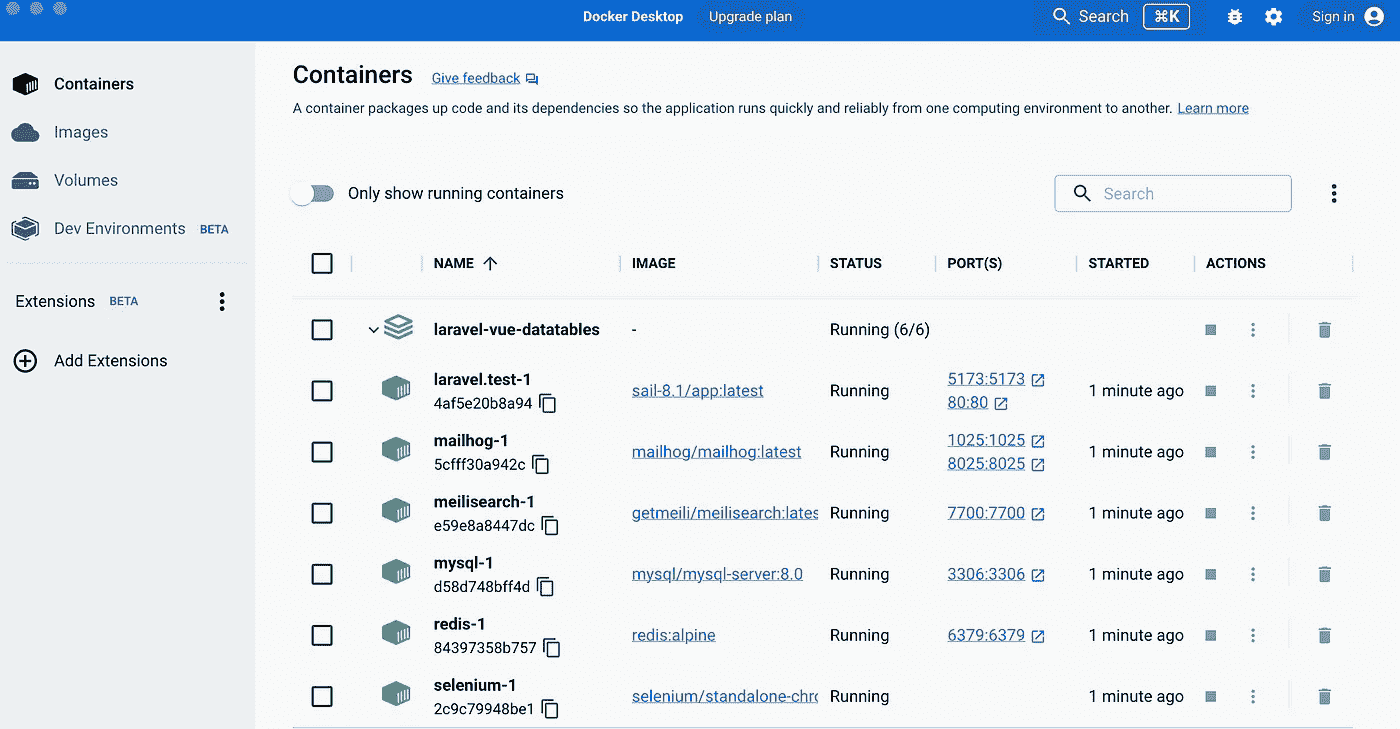 Docker Desktop Upgrade plan Search ⌘K Sign in
Containers
Images
Volumes
Dev Environments BETA
Extensions BETA
Add Extensions
Containers Give feedback
A container packages up code and its dependencies so the application runs quickly and reliably from one computing environment to another. Learn more
Only show running containers Search
NAME IMAGE STATUS PORT(S) STARTED ACTIONS
laravel-vue-datatables - Running (6/6)
laravel.test-1
4af5e20b8a94
sail-8.1/app:latest Running
5173:5173
80:80
1 minute ago
mailhog-1
5cfff30a942c
mailhog/mailhog:latest Running
1025:1025
8025:8025
1 minute ago
meilisearch-1
e59e8a8447dc
getmeili/meilisearch:lates Running 7700:7700 1 minute ago
mysql-1
d58d748bff4d
mysql/mysql-server:8.0 Running 3306:3306 1 minute ago
redis-1
84397358b757
redis:alpine Running 6379:6379 1 minute ago
selenium-1
2c9c79948be1
selenium/standalone-chro Running 1 minute ago